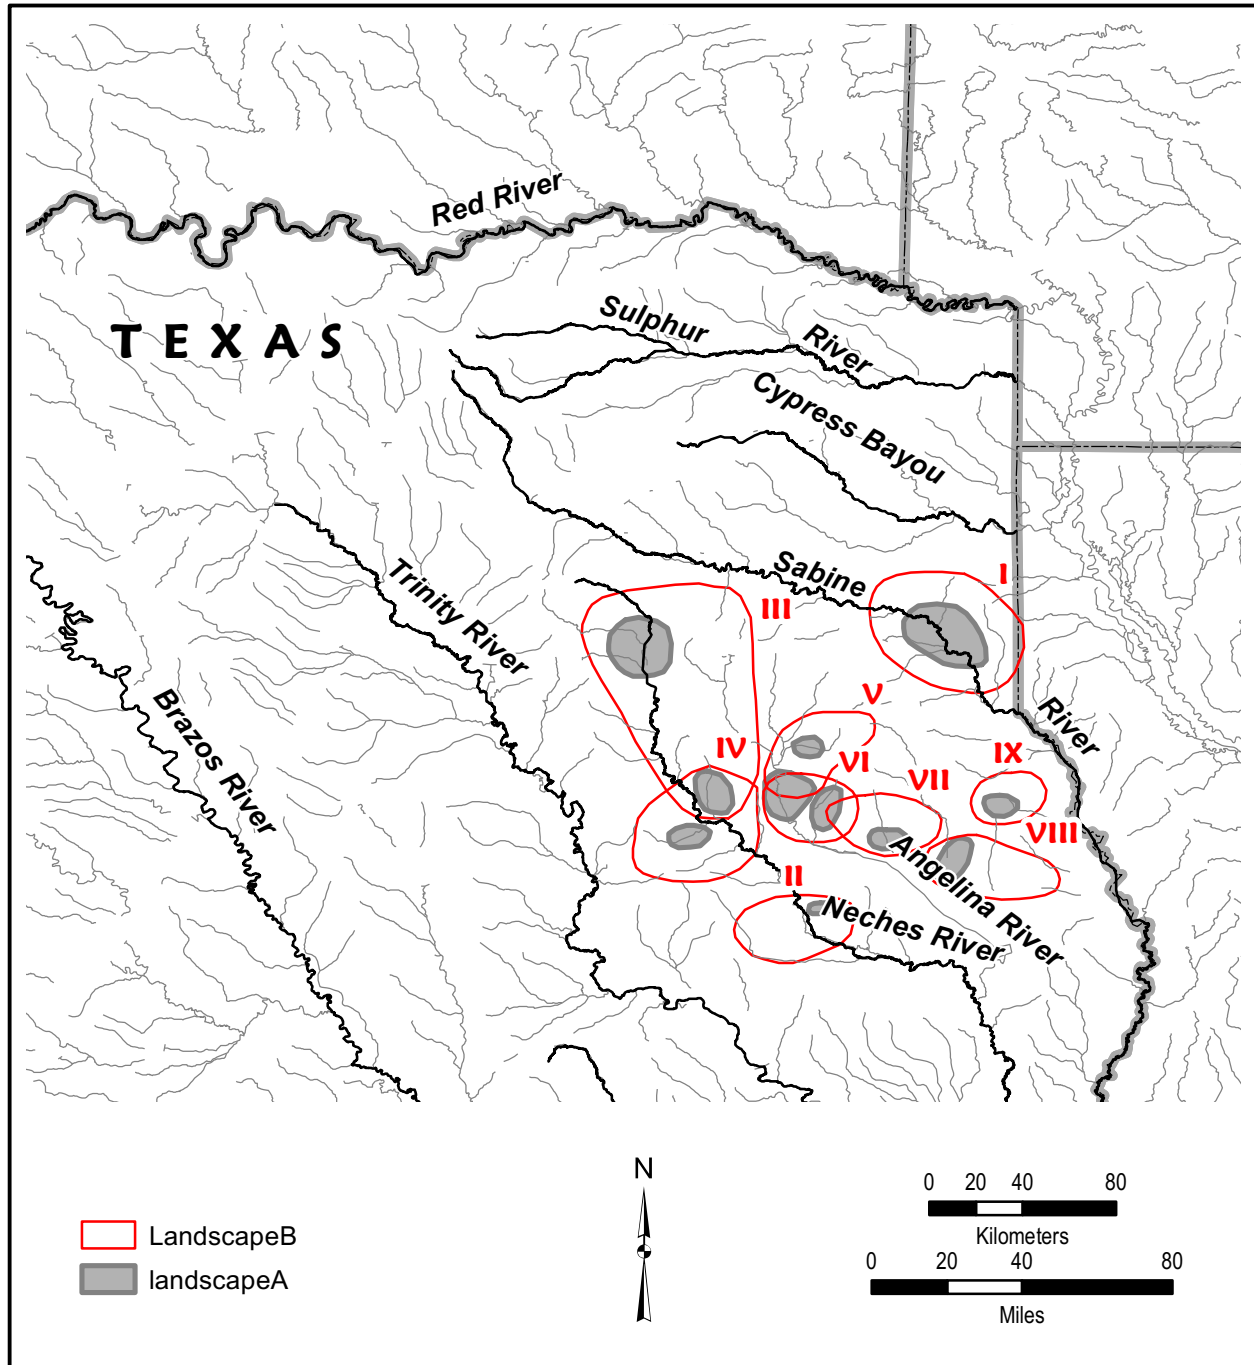 Red River
TEXAS
Sulphur
River
Cypress Bayou
Sabine
River
Trinity River
Brazos River
I
III
V
IV
VI
VII
IX
VIII
II
Angelina River
Neches River
N
0 20 40 80
Kilometers
0 20 40 80
Miles
LandscapeB
landscapeA